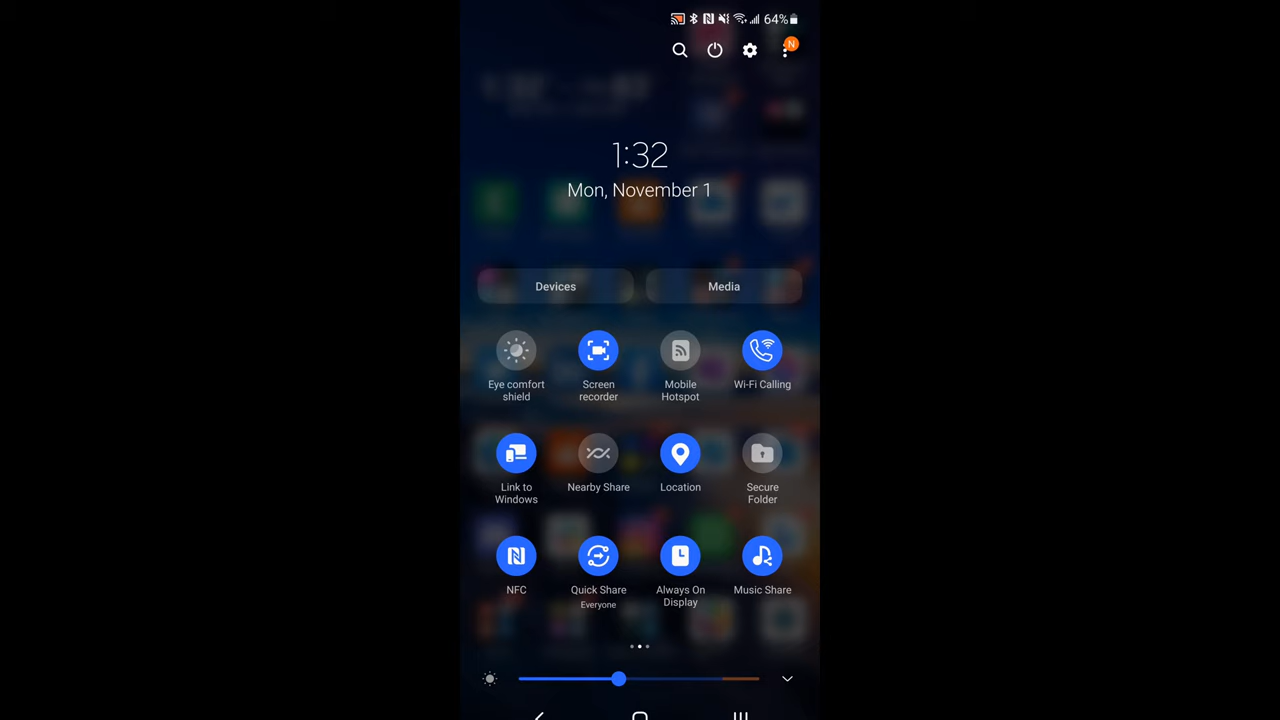 64%
N
1:32
Mon, November 1
Devices
Media
Eye comfort
shield
Screen
recorder
Mobile
Hotspot
Wi-Fi Calling
Link to
Windows
Nearby Share
Location
Secure
Folder
NFC
Quick Share
Everyone
Always On
Display
Music Share